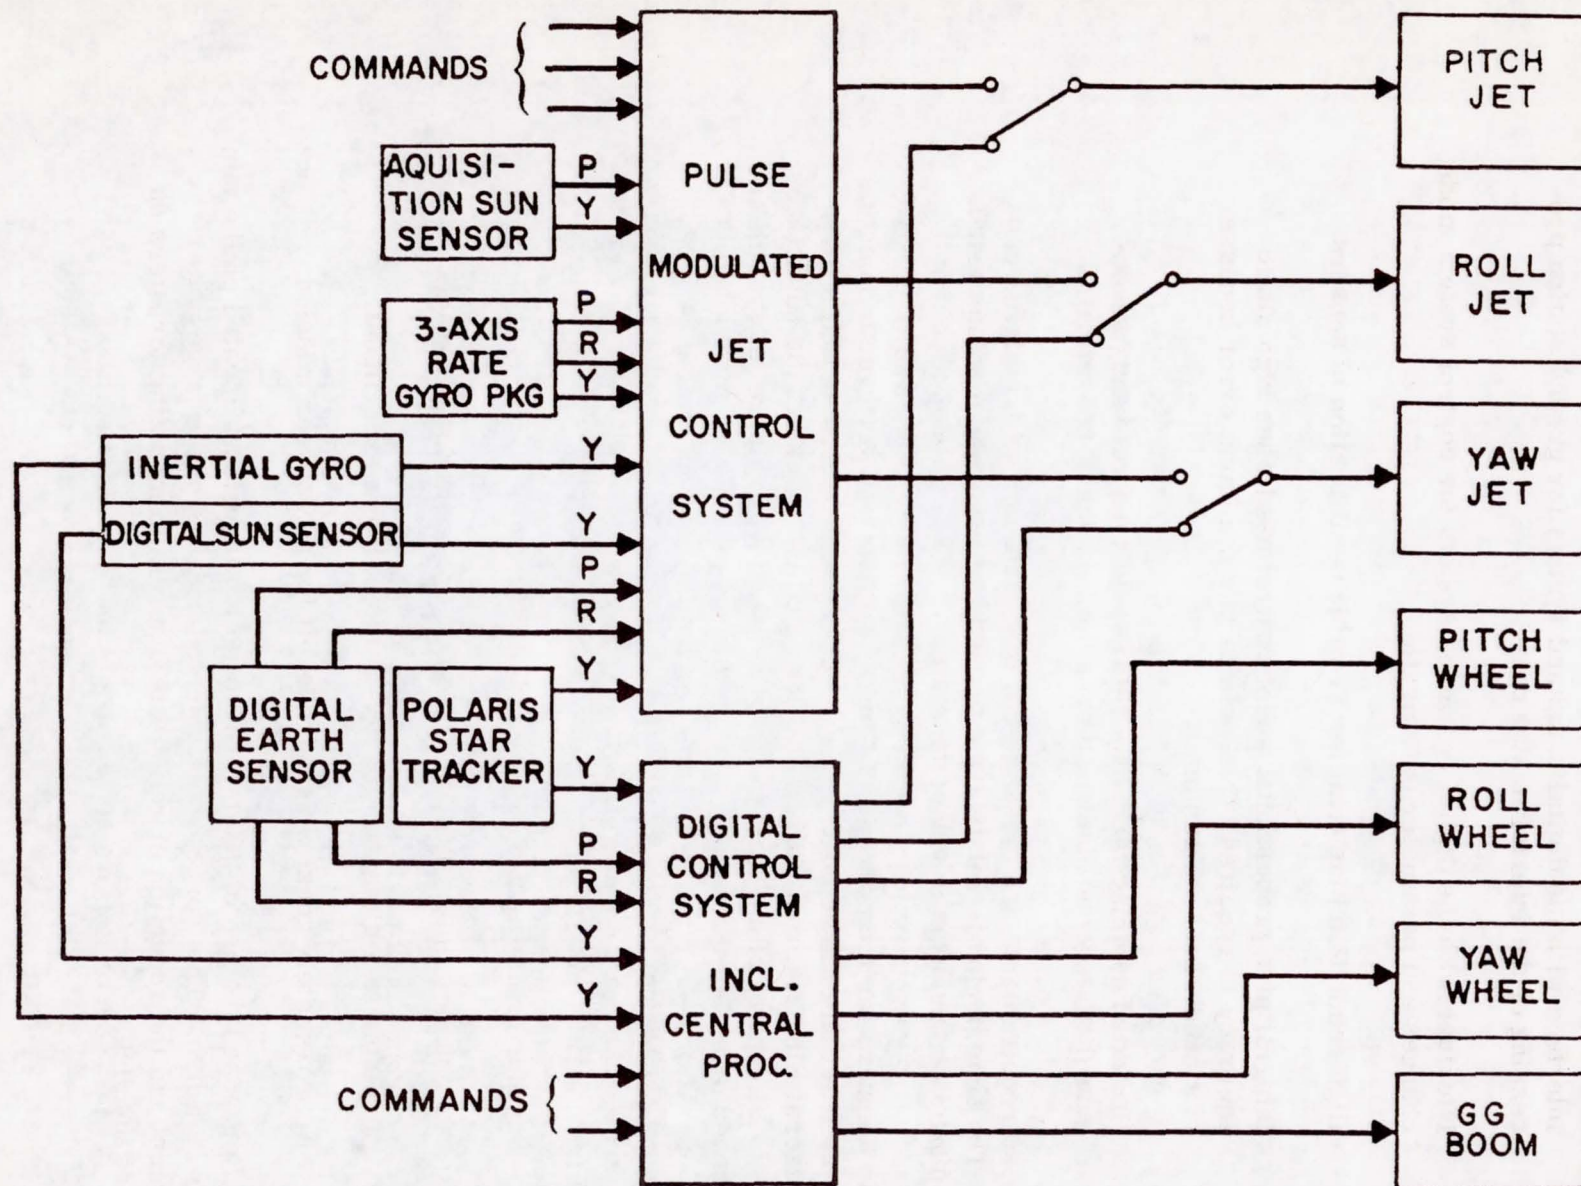 COMMANDS
AQUISI-
TION SUN
SENSOR
P
Y
3-AXIS
RATE
GYRO PKG
P
R
Y
INERTIAL GYRO
Y
DIGITAL SUN SENSOR
Y
P
R
DIGITAL
EARTH
SENSOR
POLARIS
STAR
TRACKER
Y
Y
P
R
Y
Y
COMMANDS
PULSE
MODULATED
JET
CONTROL
SYSTEM
DIGITAL
CONTROL
SYSTEM
INCL.
CENTRAL
PROC.
PITCH
JET
ROLL
JET
YAW
JET
PITCH
WHEEL
ROLL
WHEEL
YAW
WHEEL
GG
BOOM